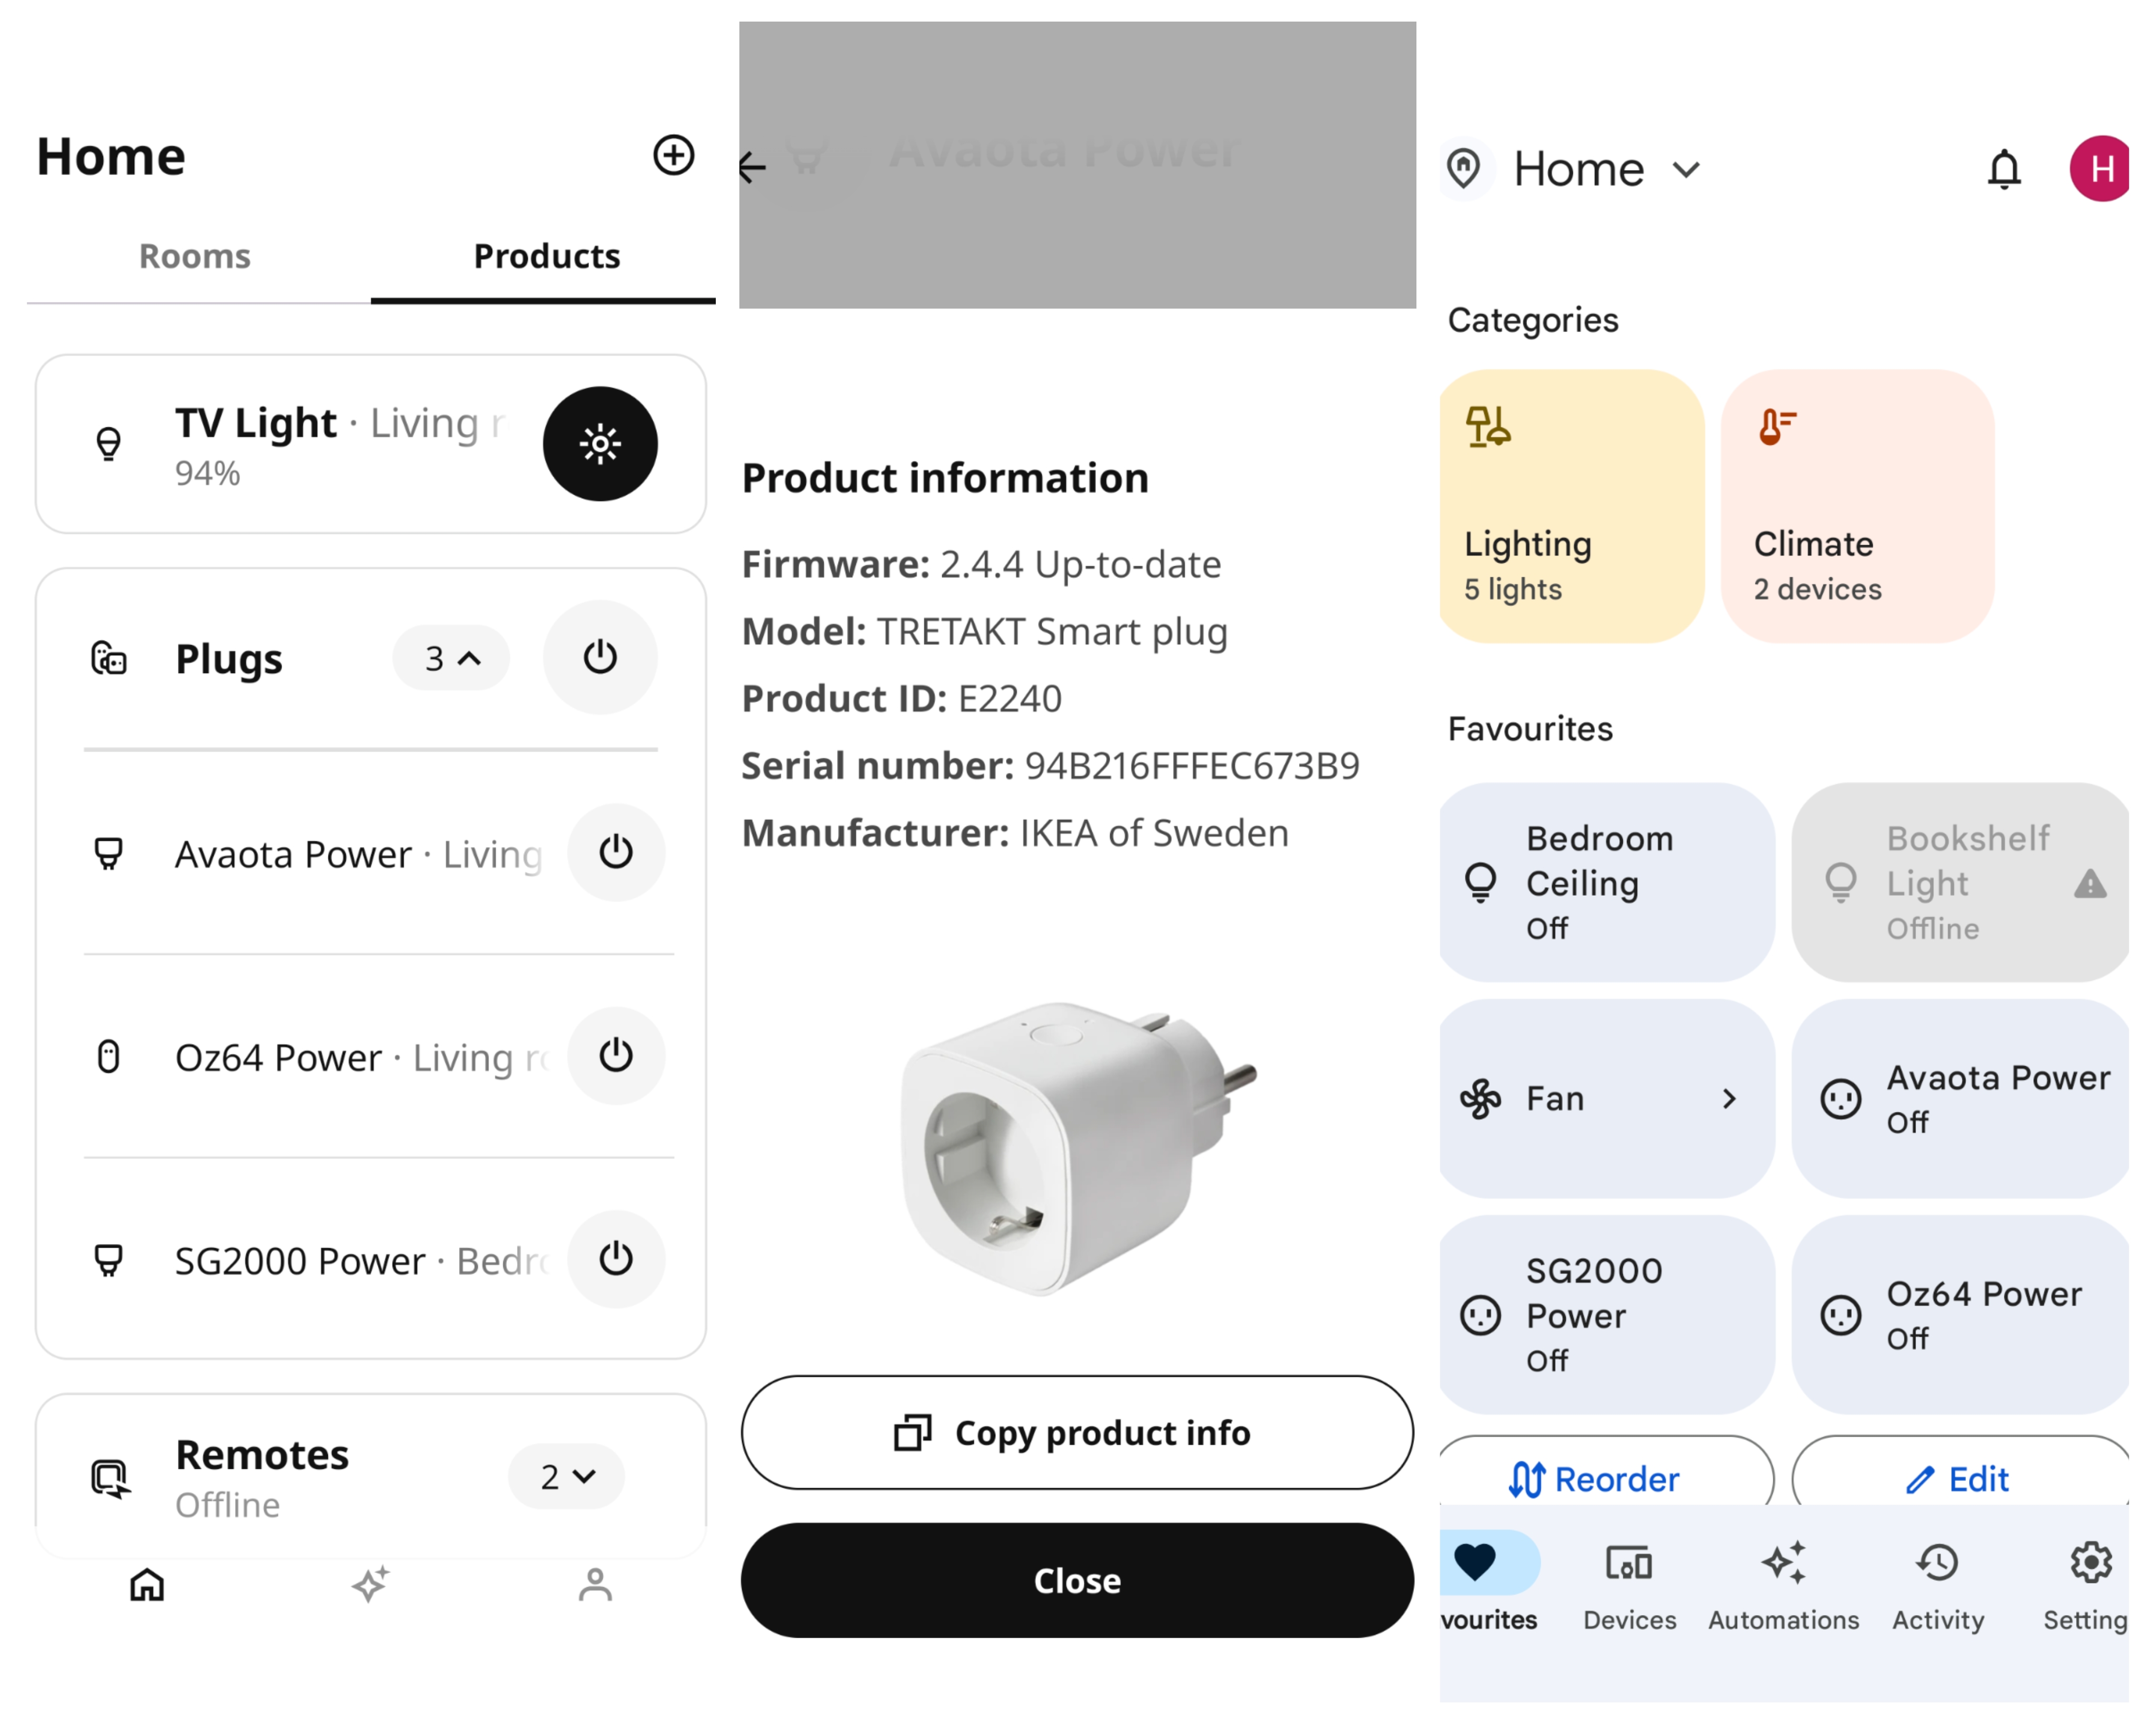 Home
Rooms
Products
TV Light · Living r
94%
Plugs
3
Avaota Power · Living
Oz64 Power · Living ro
SG2000 Power · Bedro
Remotes
2
Offline
Avaota Power
Product information
Firmware: 2.4.4 Up-to-date
Model: TRETAKT Smart plug
Product ID: E2240
Serial number: 94B216FFFEC673B9
Manufacturer: IKEA of Sweden
Copy product info
Close
Home
H
Categories
Lighting
5 lights
Climate
2 devices
Favourites
Bedroom
Ceiling
Off
Bookshelf
Light
Offline
Fan
Avaota Power
Off
SG2000
Power
Off
Oz64 Power
Off
Reorder
Edit
vourites
Devices
Automations
Activity
Setting